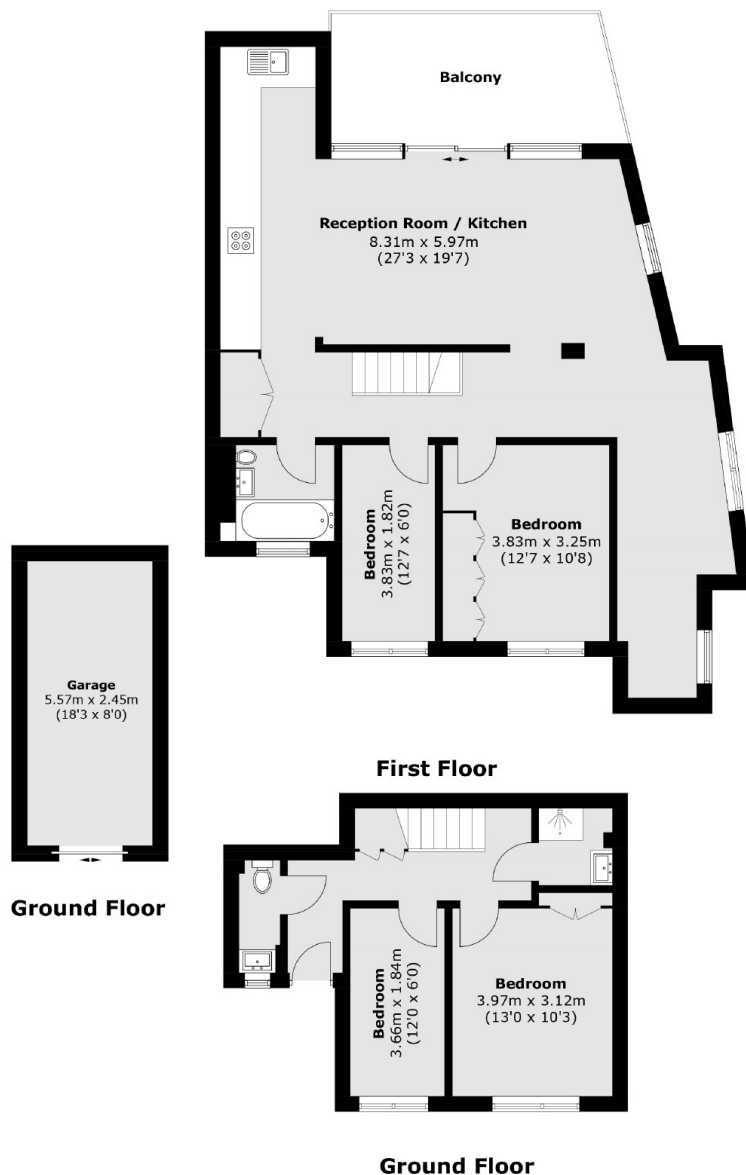 Balcony
Reception Room / Kitchen
8.31m x 5.97m
(27'3 x 19'7)
Bedroom
3.83m x 1.82m
(12'7 x 6'0)
Bedroom
3.83m x 3.25m
(12'7 x 10'8)
Garage
5.57m x 2.45m
(18'3 x 8'0)
First Floor
Ground Floor
Bedroom
3.66m x 1.84m
(12'0 x 6'0)
Bedroom
3.97m x 3.12m
(13'0 x 10'3)
Ground Floor